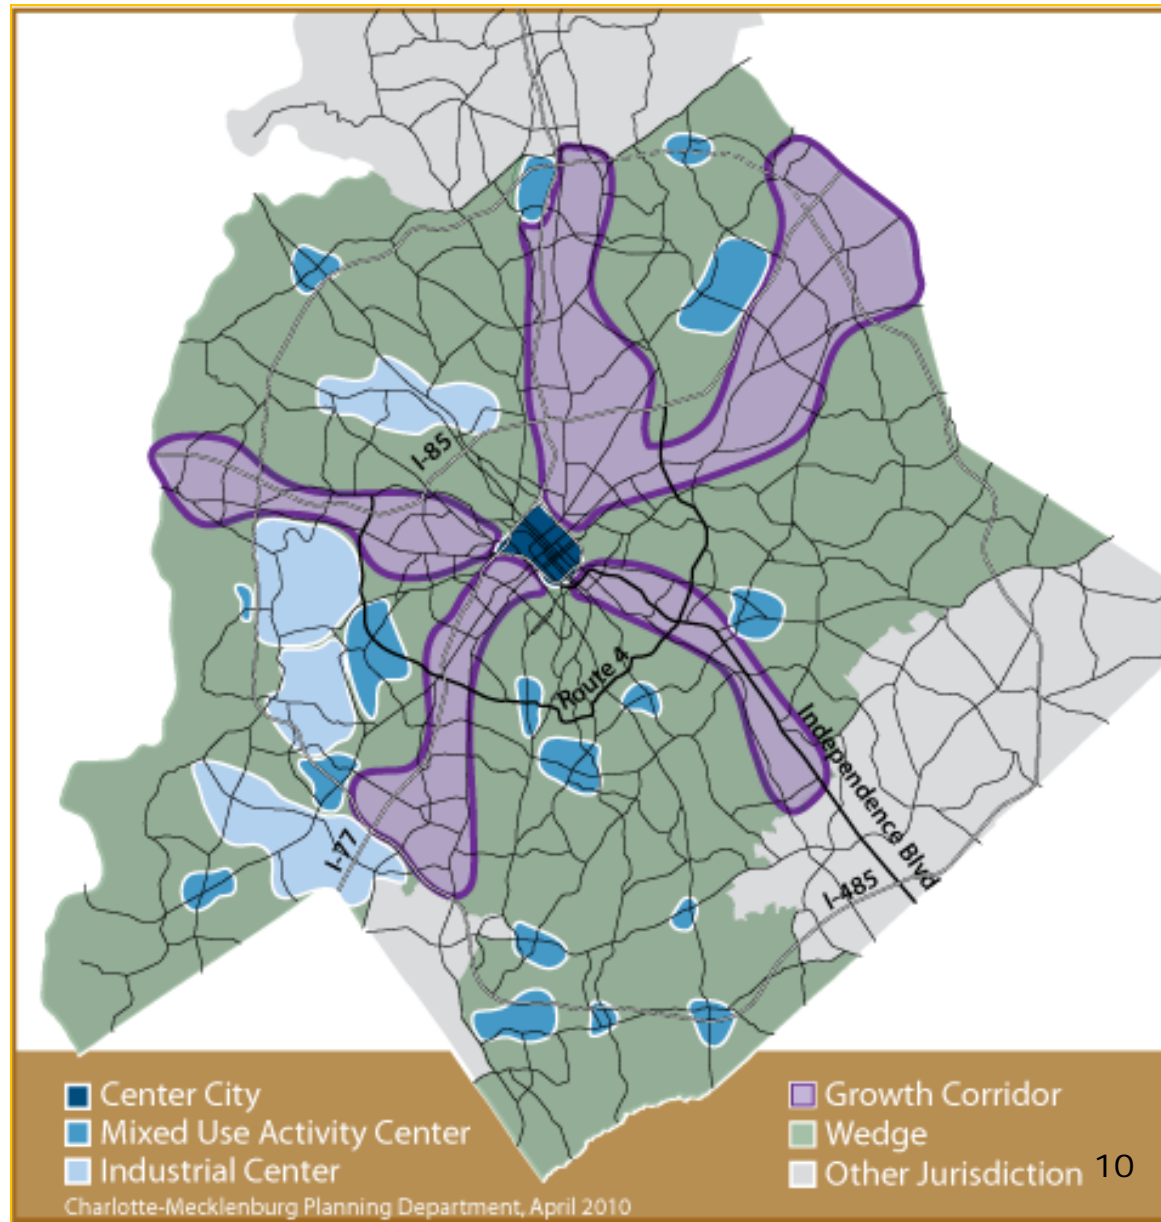 I-85
Route 4
Independence Blvd
I-77
I-485
Center City
Mixed Use Activity Center
Industrial Center
Growth Corridor
Wedge
Other Jurisdiction
10
Charlotte-Mecklenburg Planning Department, April 2010